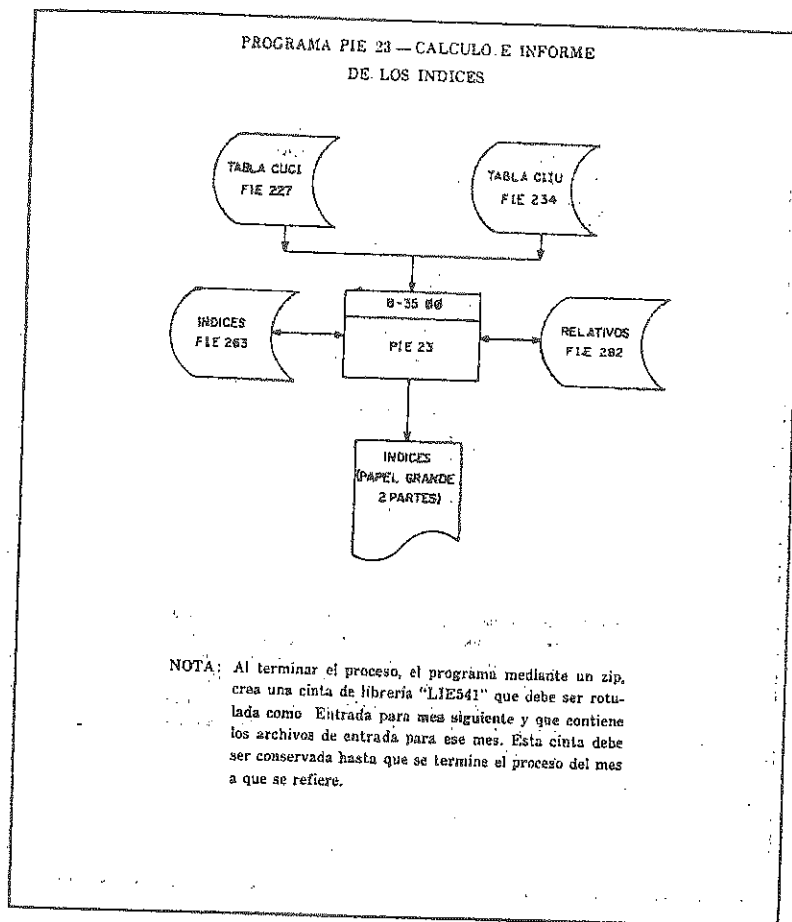 PROGRAMA PIE 23 — CALCULO E INFORME
DE LOS INDICES
TABLA CUCI
FIE 227
TABLA CIIU
FIE 234
B-35 00
INDICES
FIE 263
PIE 23
RELATIVOS
FIE 282
INDICES
(PAPEL GRANDE
2 PARTES)
NOTA: Al terminar el proceso, el programa mediante un zip,
crea una cinta de librería "LIE541" que debe ser rotu-
lada como Entrada para mes siguiente y que contiene
los archivos de entrada para ese mes. Esta cinta debe
ser conservada hasta que se termine el proceso del mes
a que se refiere.